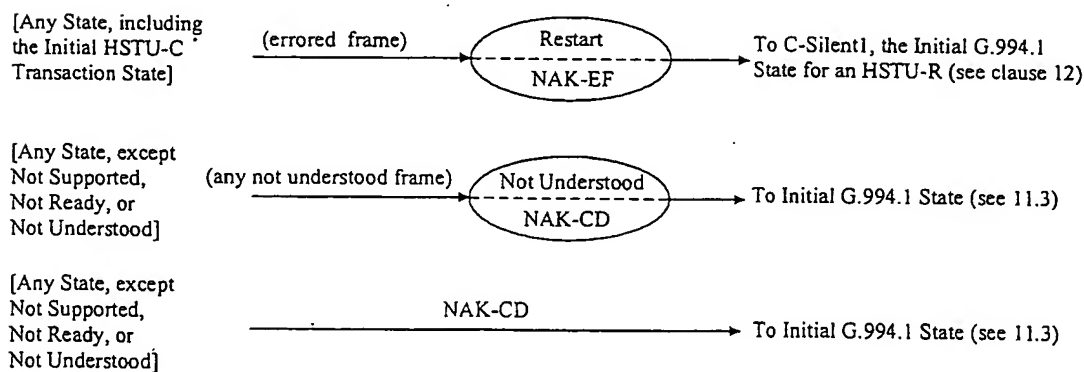 [Any State, including
the Initial HSTU-C
Transaction State]
(errored frame)
Restart
NAK-EF
To C-Silent1, the Initial G.994.1
State for an HSTU-R (see clause 12)
[Any State, except
Not Supported,
Not Ready, or
Not Understood]
(any not understood frame)
Not Understood
NAK-CD
To Initial G.994.1 State (see 11.3)
[Any State, except
Not Supported,
Not Ready, or
Not Understood]
NAK-CD
To Initial G.994.1 State (see 11.3)